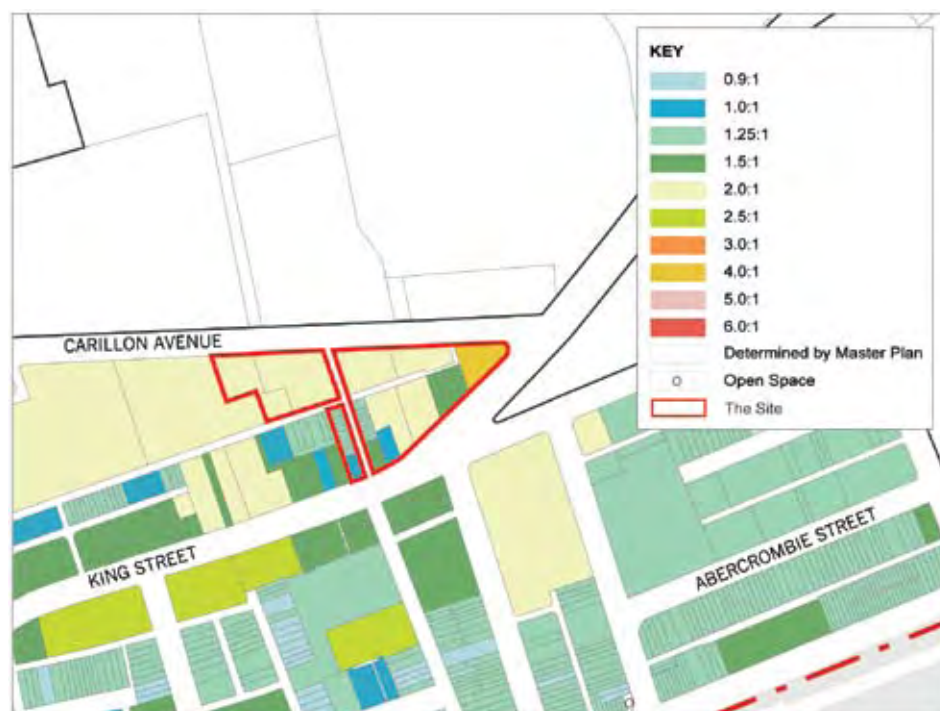 KEY
0.9:1
1.0:1
1.25:1
1.5:1
2.0:1
2.5:1
3.0:1
4.0:1
5.0:1
6.0:1
Determined by Master Plan
Open Space
The Site
CARILLON AVENUE
KING STREET
ABERCROMBIE STREET